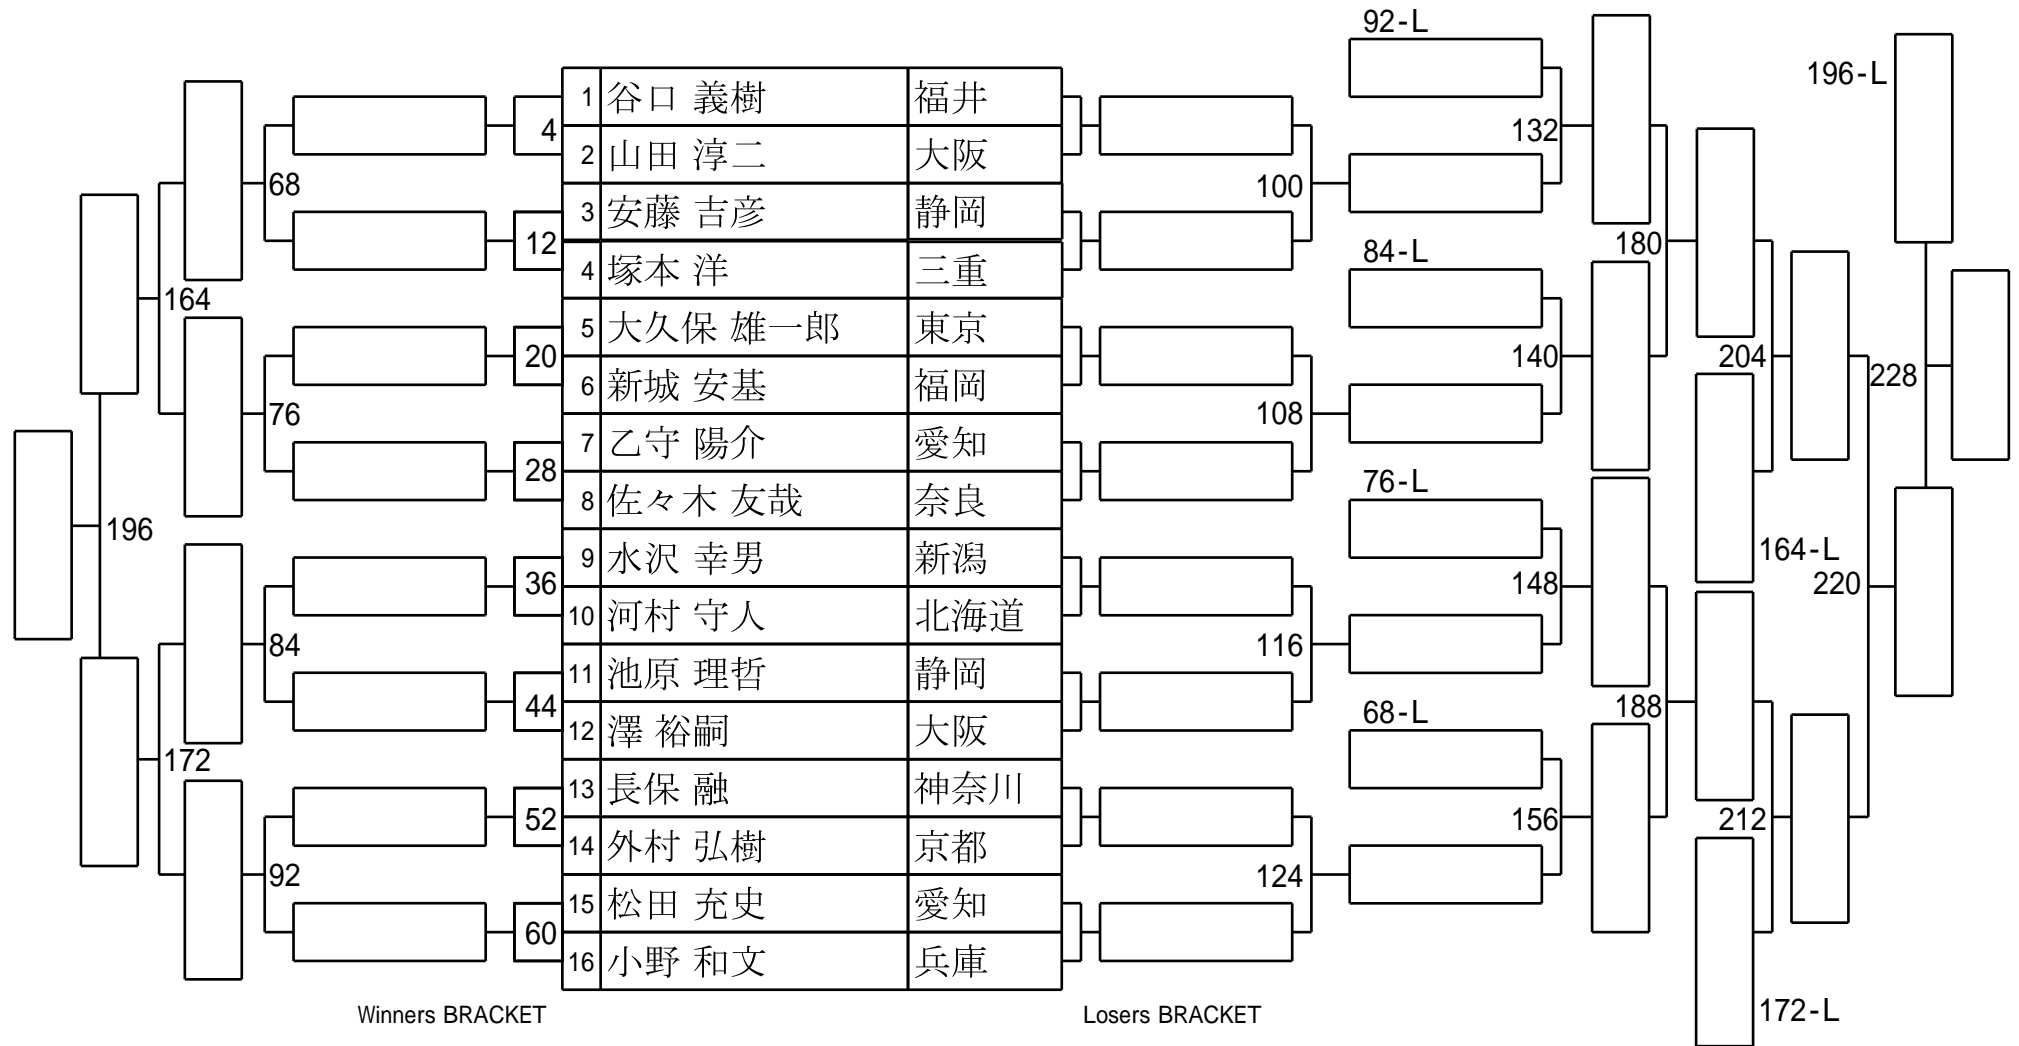 92-L
196-L
1 谷口 義樹 福井
4 132
2 山田 淳二 大阪
68 100
3 安藤 吉彦 静岡
12 84-L 180
4 塚本 洋 三重
164
5 大久保 雄一郎 東京
20 140 204
6 新城 安基 福岡 228
76 108
7 乙守 陽介 愛知
28 76-L
8 佐々木 友哉 奈良
196
9 水沢 幸男 新潟 164-L
36 148 220
10 河村 守人 北海道
84 116
11 池原 理哲 静岡
44 68-L 188
12 澤 裕嗣 大阪
172
13 長保 融 神奈川
52 156 212
14 外村 弘樹 京都
92 124
15 松田 充史 愛知
60
16 小野 和文 兵庫
Winners BRACKET Losers BRACKET 172-L